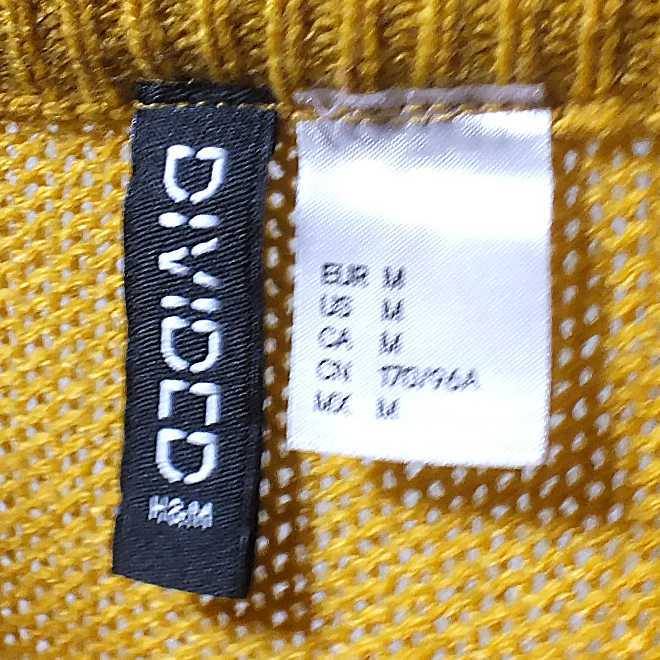 DIVIDED
H&M
EUR M
US M
CA M
CN 170/96A
MX M